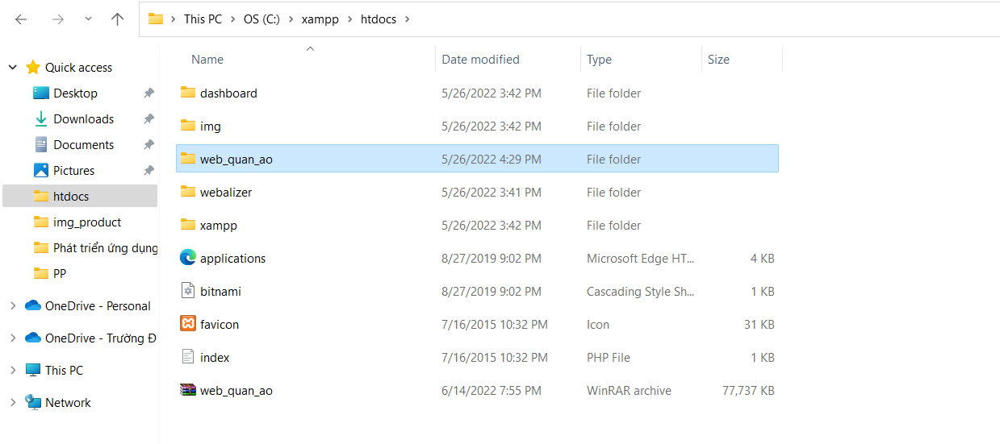 This PC > OS (C:) > xampp > htdocs >
Name Date modified Type Size
Quick access
Desktop
Downloads
Documents
Pictures
htdocs
img_product
Phát triển ứng dụng
PP
OneDrive - Personal
OneDrive - Trường Đ
This PC
Network
dashboard 5/26/2022 3:42 PM File folder
img 5/26/2022 3:42 PM File folder
web_quan_ao 5/26/2022 4:29 PM File folder
webalizer 5/26/2022 3:41 PM File folder
xampp 5/26/2022 3:42 PM File folder
applications 8/27/2019 9:02 PM Microsoft Edge HT... 4 KB
bitnami 8/27/2019 9:02 PM Cascading Style Sh... 1 KB
favicon 7/16/2015 10:32 PM Icon 31 KB
index 7/16/2015 10:32 PM PHP File 1 KB
web_quan_ao 6/14/2022 7:55 PM WinRAR archive 77,737 KB